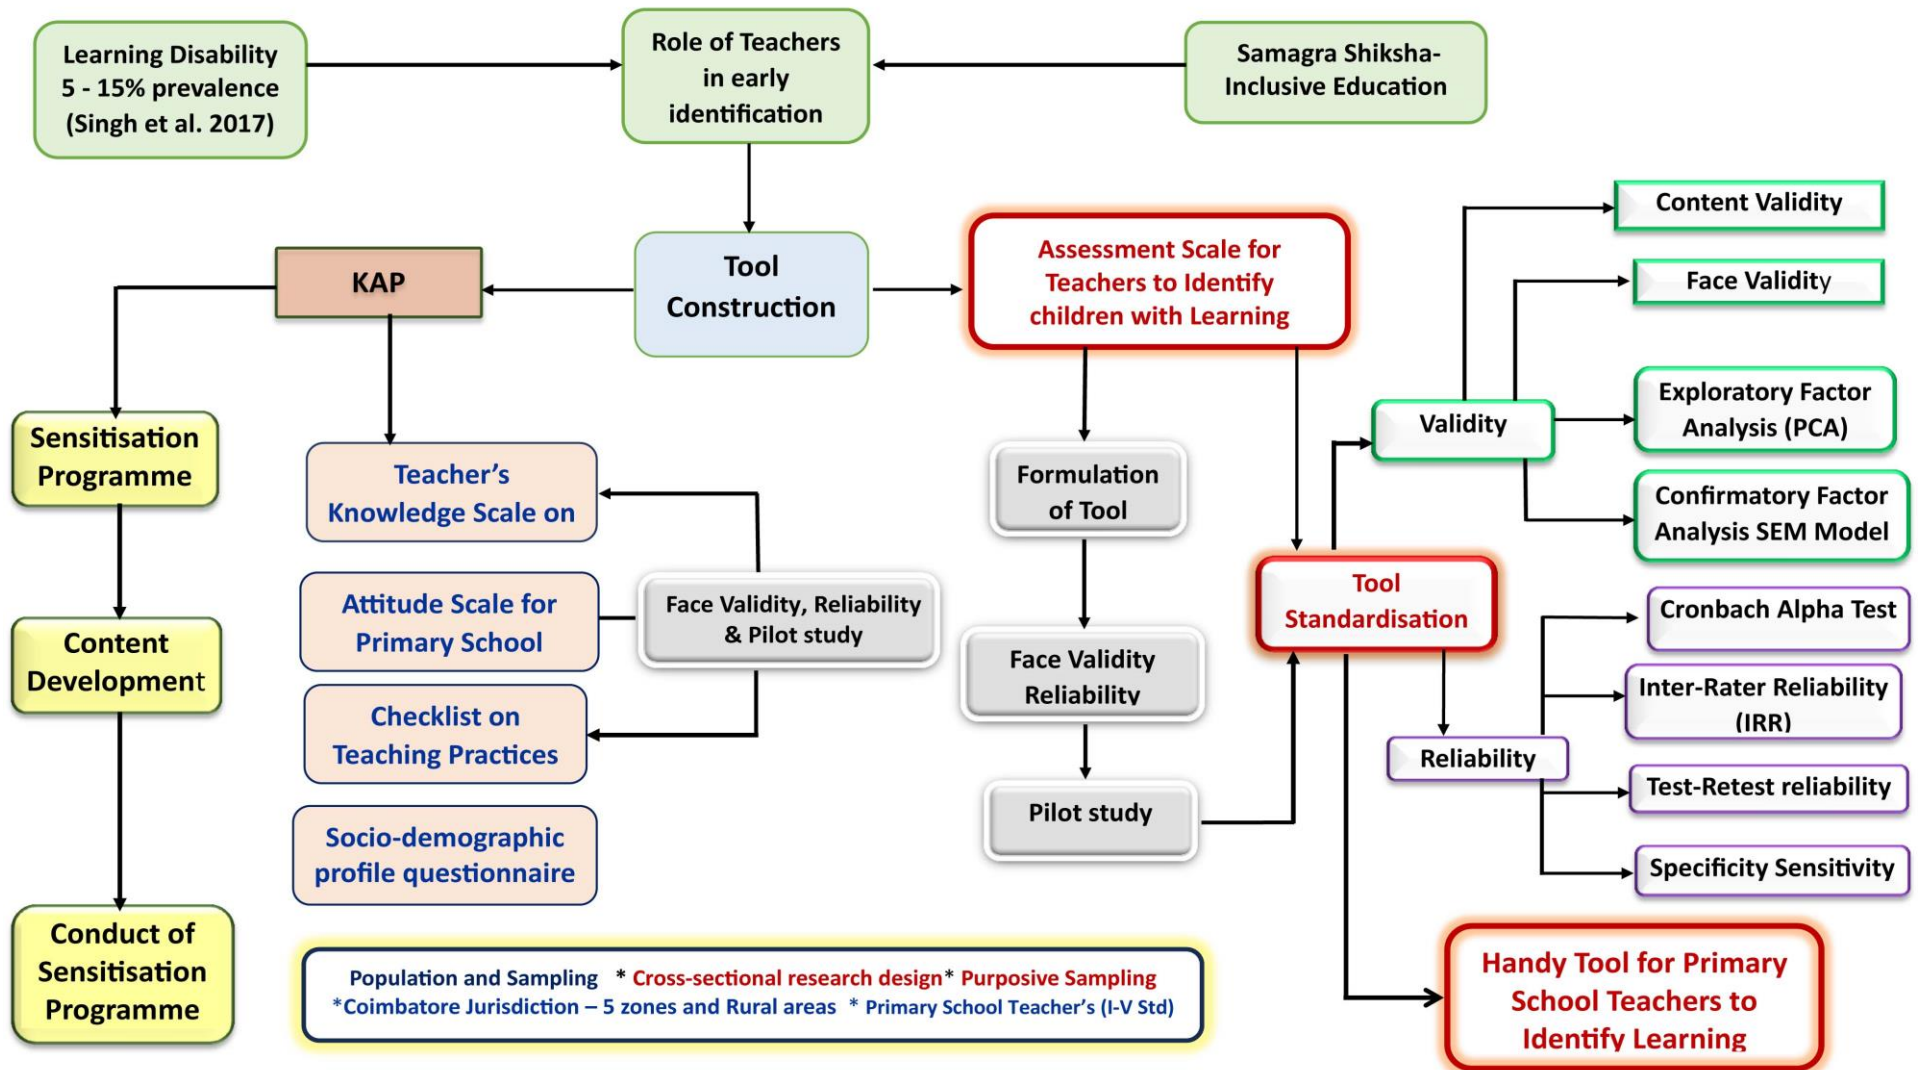 Learning Disability
5 - 15% prevalence
(Singh et al. 2017)
Role of Teachers
in early
identification
Samagra Shiksha-
Inclusive Education
KAP
Tool
Construction
Assessment Scale for
Teachers to Identify
children with Learning
Content Validity
Face Validity
Exploratory Factor
Analysis (PCA)
Validity
Confirmatory Factor
Analysis SEM Model
Sensitisation
Programme
Teacher’s
Knowledge Scale on
Formulation
of Tool
Attitude Scale for
Primary School
Face Validity, Reliability
& Pilot study
Tool
Standardisation
Cronbach Alpha Test
Content
Development
Face Validity
Reliability
Inter-Rater Reliability
(IRR)
Checklist on
Teaching Practices
Reliability
Test-Retest reliability
Pilot study
Socio-demographic
profile questionnaire
Specificity Sensitivity
Conduct of
Sensitisation
Programme
Population and Sampling * Cross-sectional research design* Purposive Sampling
*Coimbatore Jurisdiction – 5 zones and Rural areas * Primary School Teacher’s (I-V Std)
Handy Tool for Primary
School Teachers to
Identify Learning